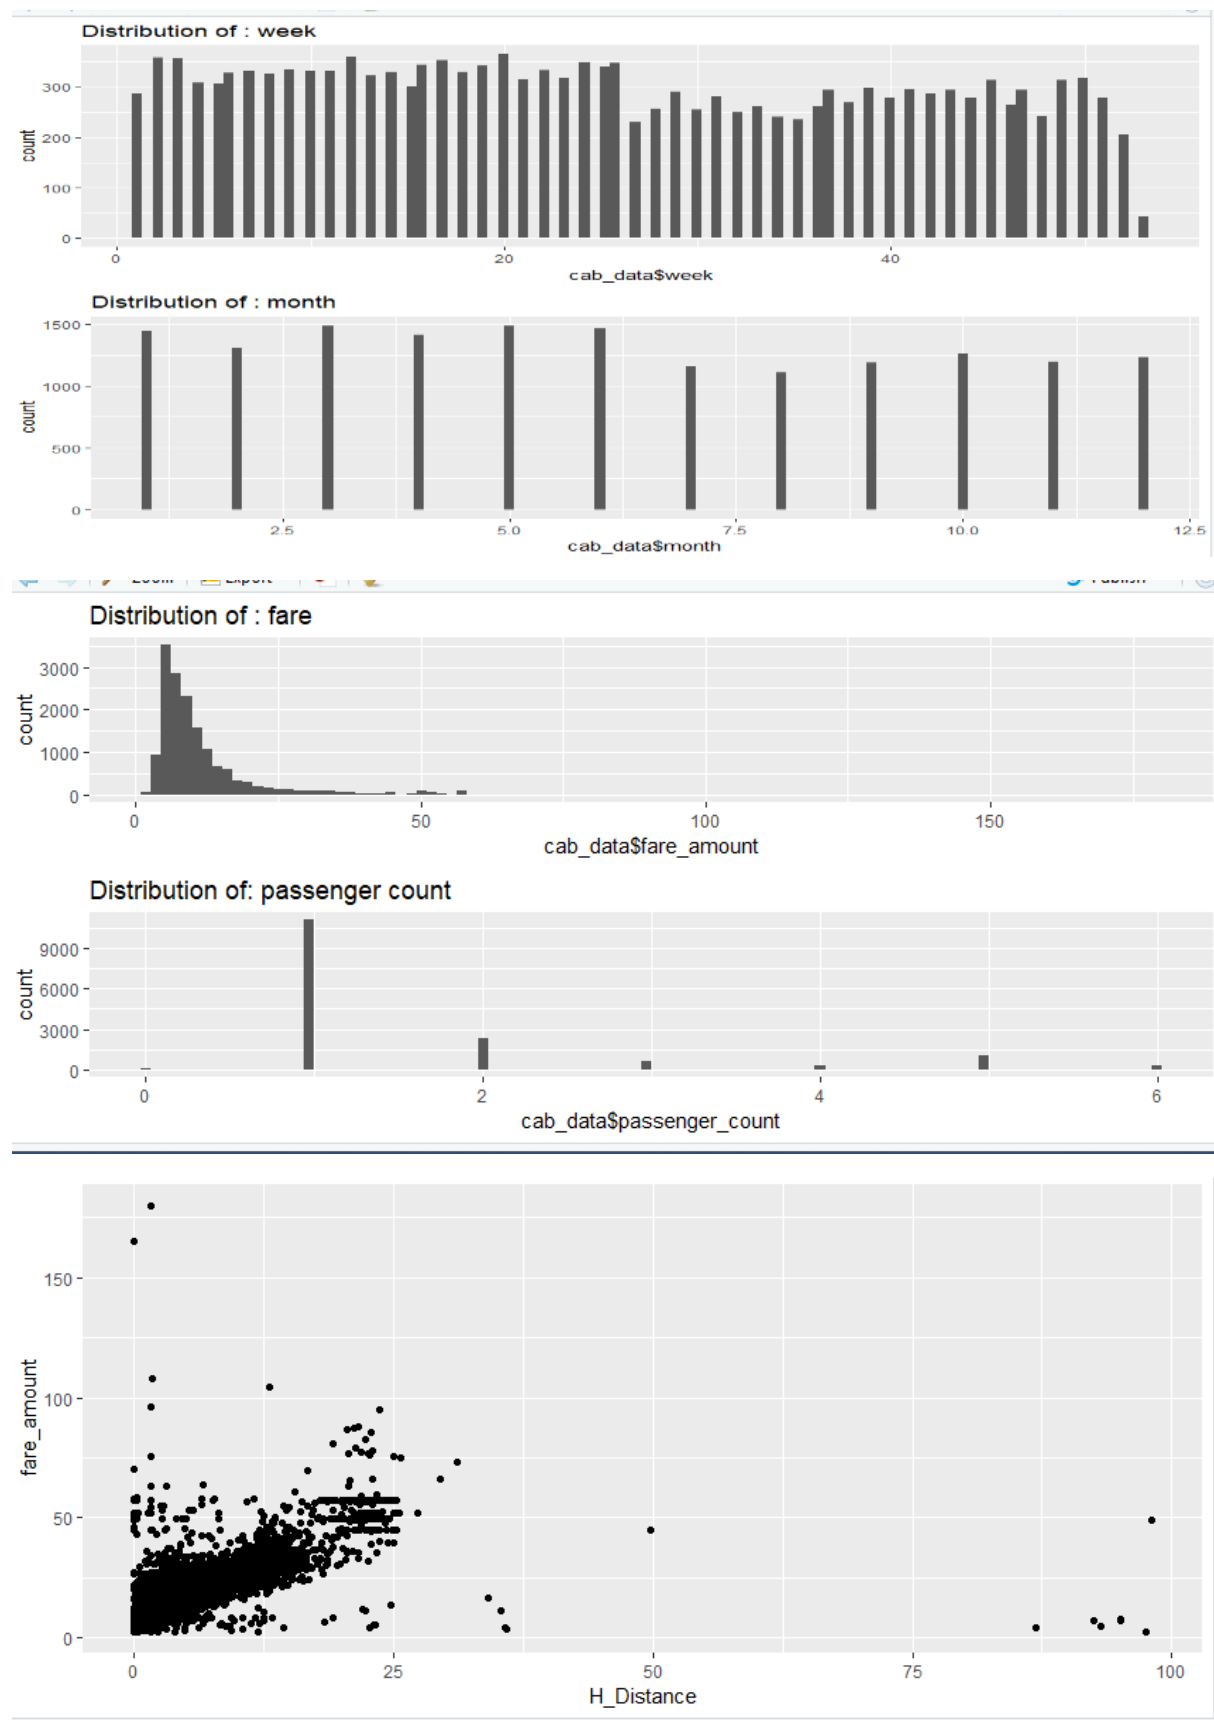 Distribution of : week
300
200
100
0
count
0 20 40
cab_data$week
Distribution of : month
1500
1000
500
0
count
2.5 5.0 7.5 10.0 12.5
cab_data$month
Distribution of : fare
3000
2000
1000
0
count
0 50 100 150
cab_data$fare_amount
Distribution of: passenger count
9000
6000
3000
0
count
0 2 4 6
cab_data$passenger_count
150
100
50
0
fare_amount
0 25 50 75 100
H_Distance